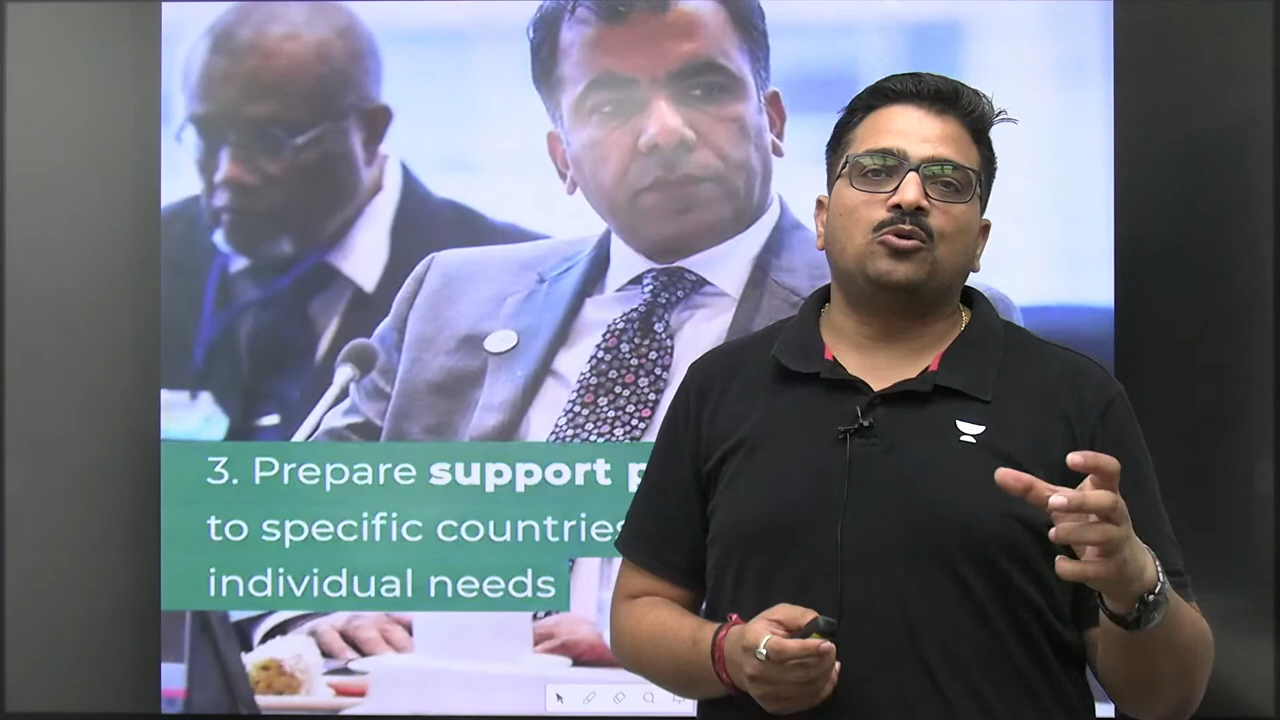 3. Prepare support p
to specific countries
individual needs